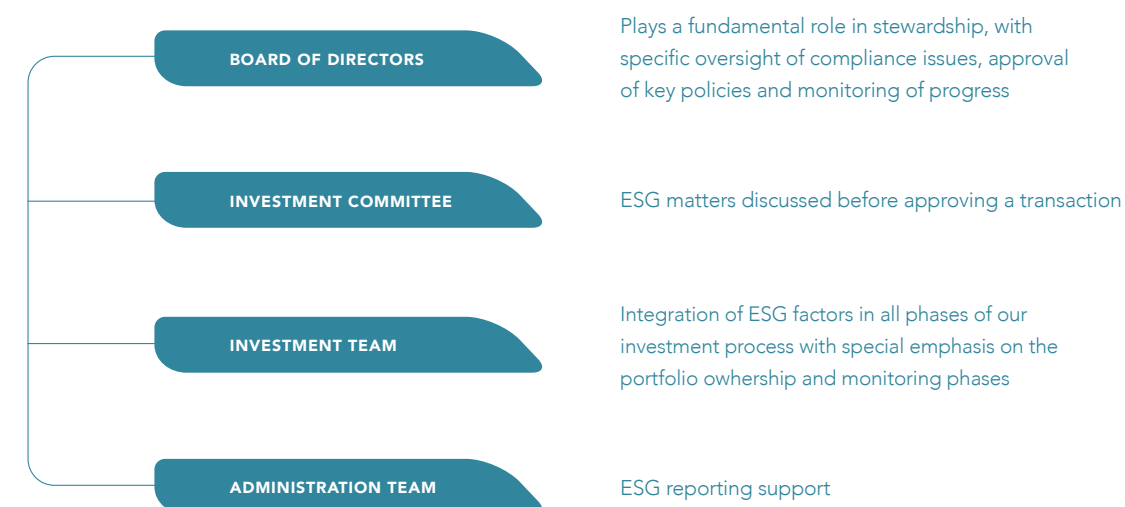 BOARD OF DIRECTORS
Plays a fundamental role in stewardship, with
specific oversight of compliance issues, approval
of key policies and monitoring of progress
INVESTMENT COMMITTEE
ESG matters discussed before approving a transaction
INVESTMENT TEAM
Integration of ESG factors in all phases of our
investment process with special emphasis on the
portfolio owhership and monitoring phases
ADMINISTRATION TEAM
ESG reporting support